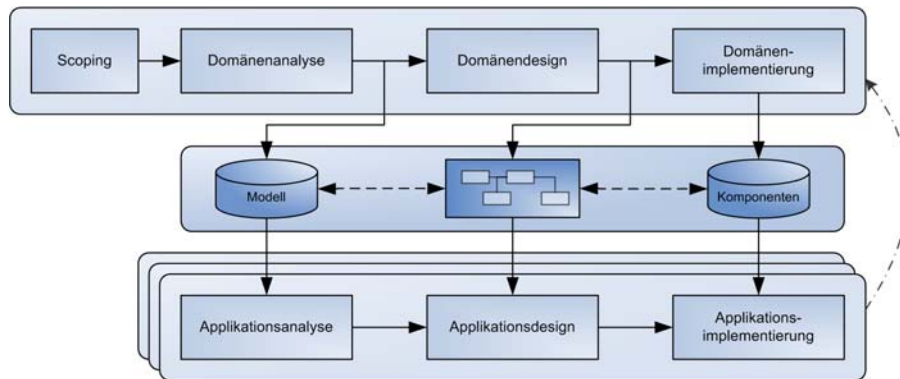 Scoping
Domänenanalyse
Domänendesign
Domänen-
implementierung
Modell
Komponenten
Applikationsanalyse
Applikationsdesign
Applikations-
implementierung